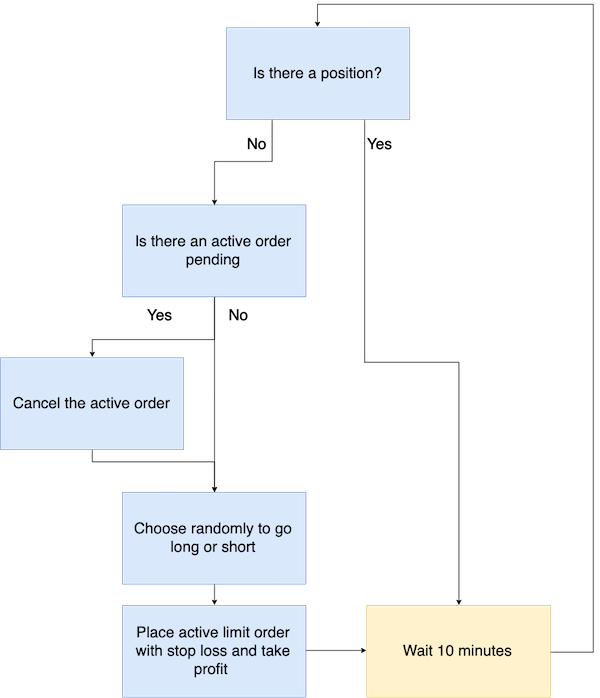 Is there a position?
No
Yes
Is there an active order
pending
Yes
No
Cancel the active order
Choose randomly to go
long or short
Place active limit order
with stop loss and take
profit
Wait 10 minutes